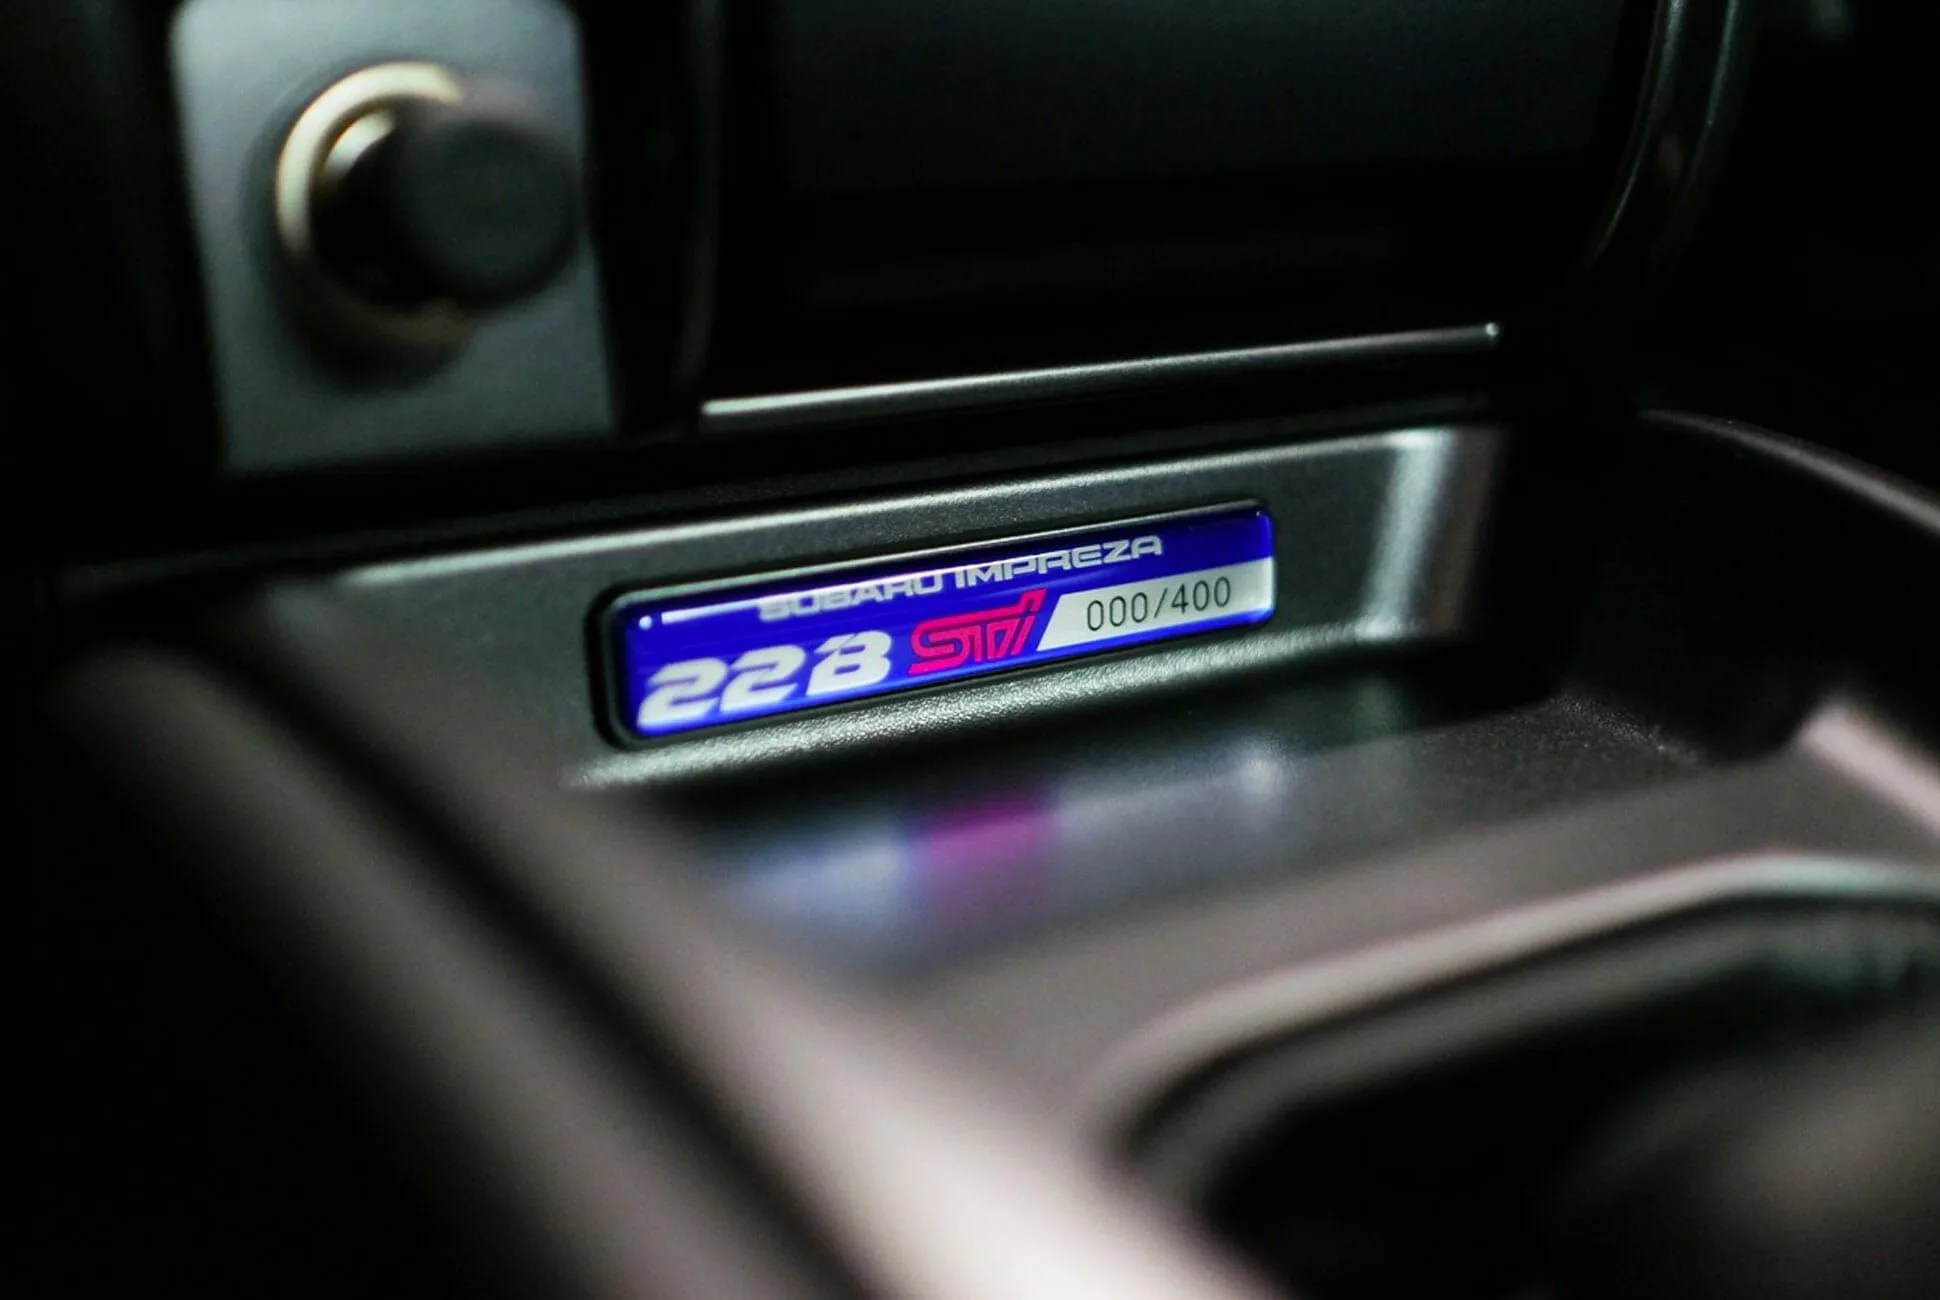 SUBARU IMPREZA
22B STi 000/400